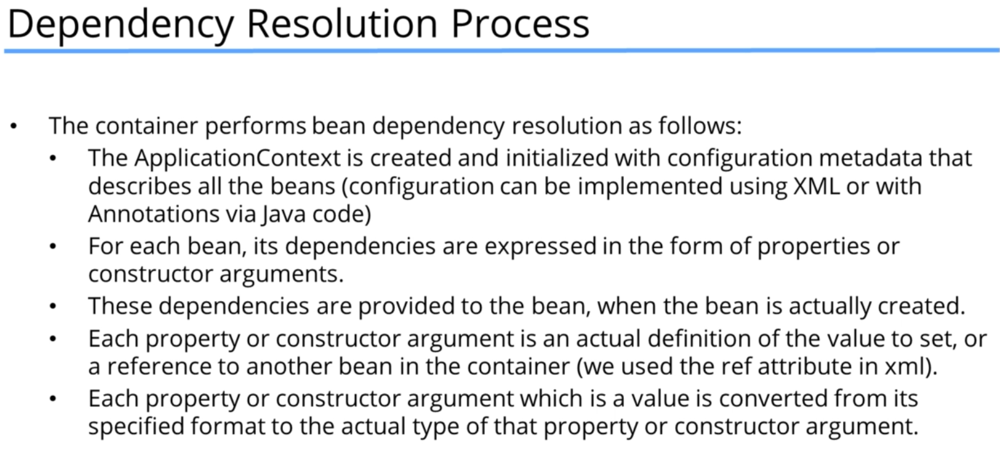 Dependency Resolution Process
• The container performs bean dependency resolution as follows:
• The ApplicationContext is created and initialized with configuration metadata that
describes all the beans (configuration can be implemented using XML or with
Annotations via Java code)
• For each bean, its dependencies are expressed in the form of properties or
constructor arguments.
• These dependencies are provided to the bean, when the bean is actually created.
• Each property or constructor argument is an actual definition of the value to set, or
a reference to another bean in the container (we used the ref attribute in xml).
• Each property or constructor argument which is a value is converted from its
specified format to the actual type of that property or constructor argument.